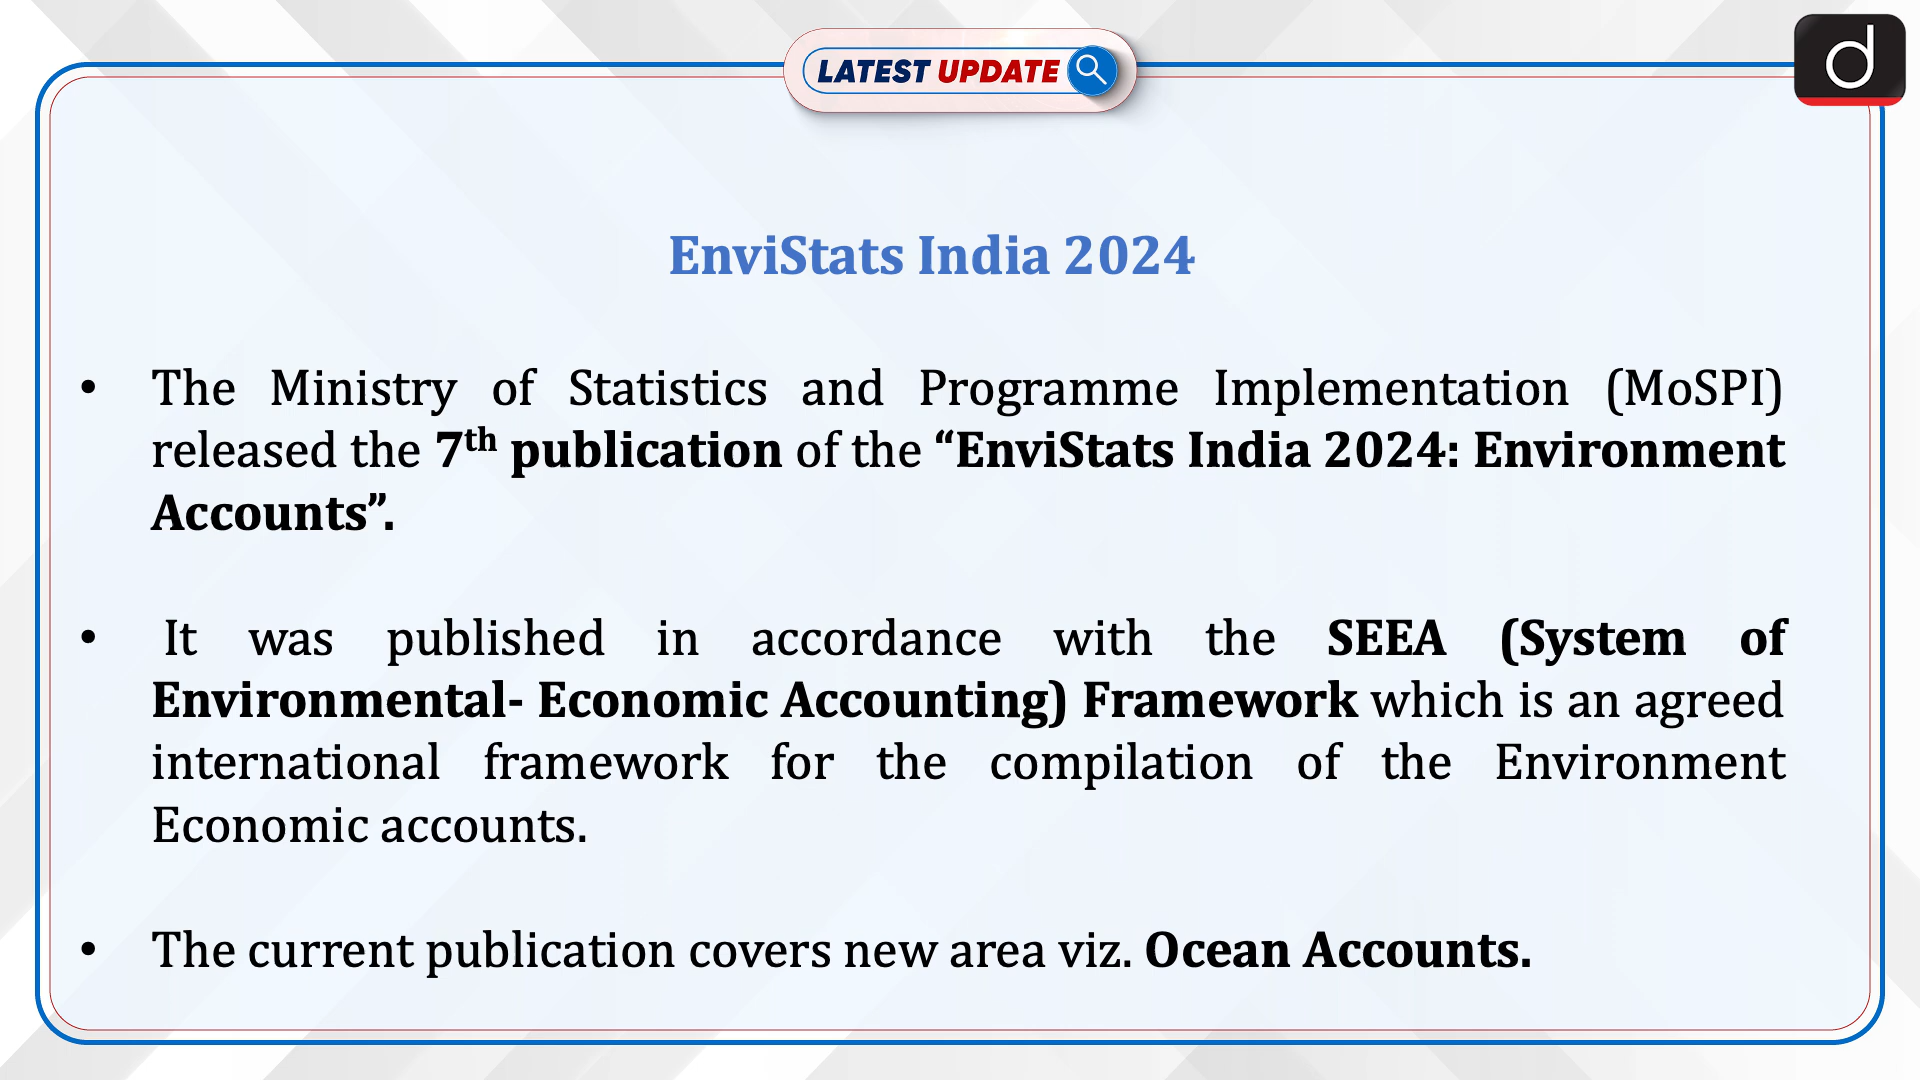 LATEST UPDATE
d
EnviStats India 2024
• The Ministry of Statistics and Programme Implementation (MoSPI)
released the 7th publication of the “EnviStats India 2024: Environment
Accounts”.
• It was published in accordance with the SEEA (System of
Environmental- Economic Accounting) Framework which is an agreed
international framework for the compilation of the Environment
Economic accounts.
• The current publication covers new area viz. Ocean Accounts.